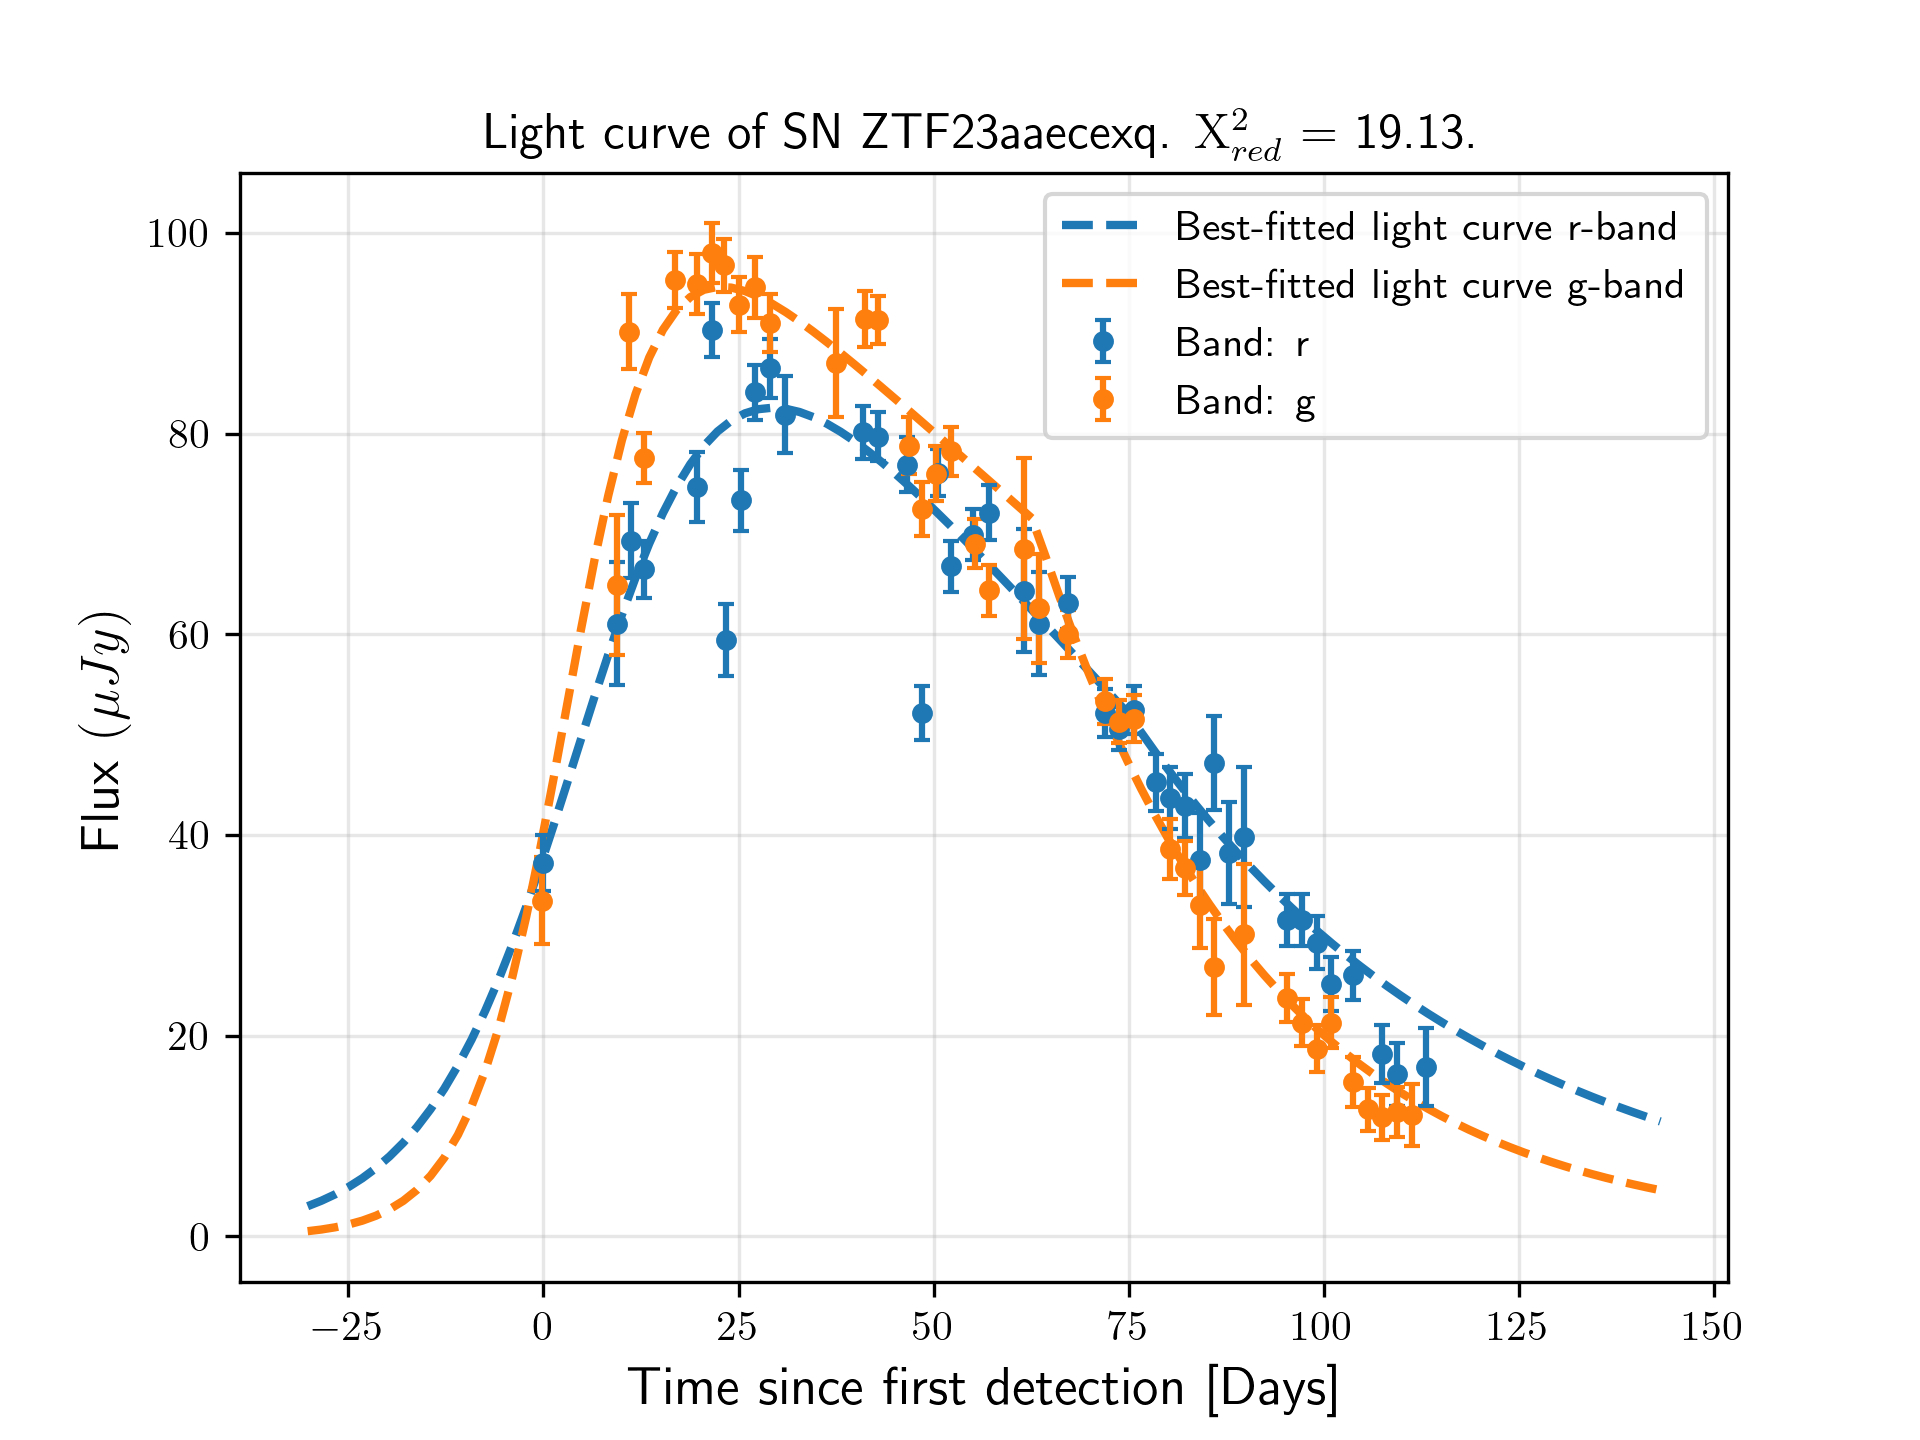 Light curve of SN ZTF23aaecexq. X²red = 19.13.
Best-fitted light curve r-band
Best-fitted light curve g-band
Band: r
Band: g
Flux (μJy)
100
80
60
40
20
0
−25 0 25 50 75 100 125 150
Time since first detection [Days]